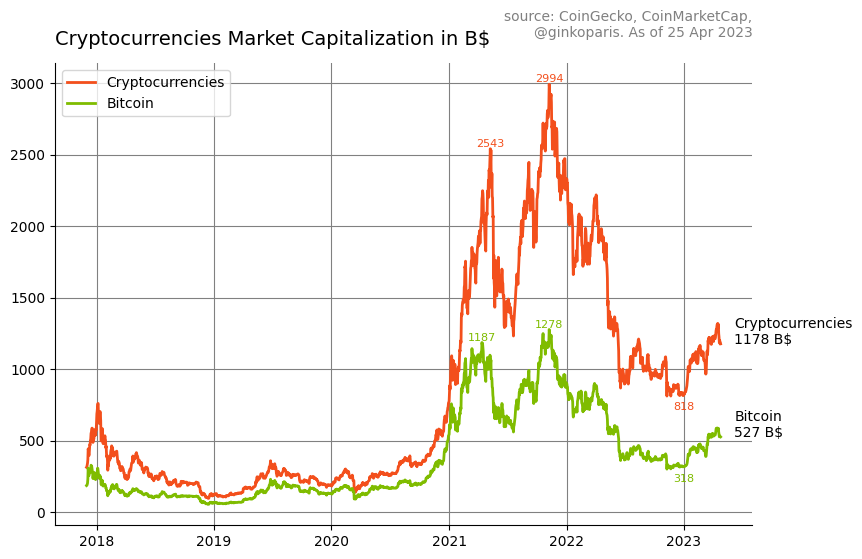 source: CoinGecko, CoinMarketCap,
@ginkoparis. As of 25 Apr 2023
Cryptocurrencies Market Capitalization in B$
Cryptocurrencies
Bitcoin
3000
2500
2000
1500
1000
500
0
2994
2543
1278
1187
818
318
Cryptocurrencies
1178 B$
Bitcoin
527 B$
2018 2019 2020 2021 2022 2023